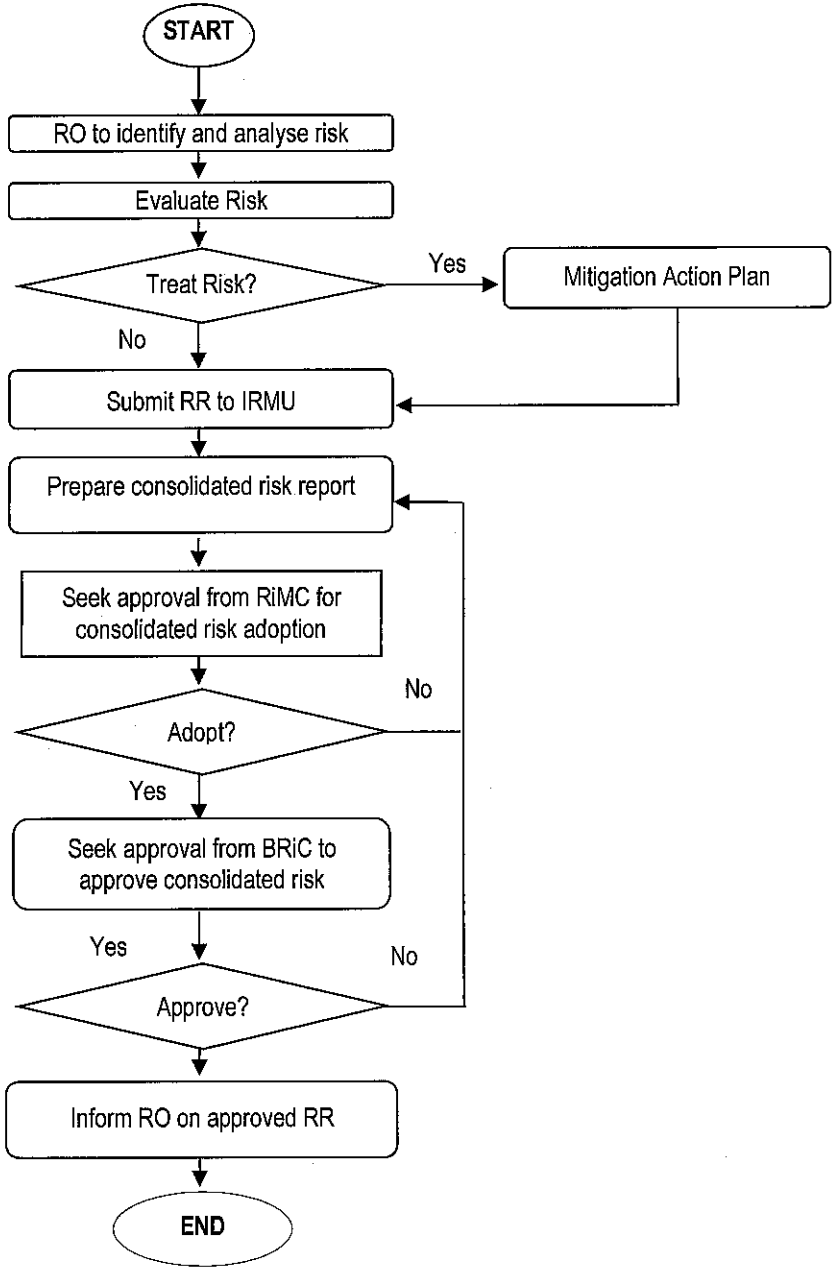 START
RO to identify and analyse risk
Evaluate Risk
Treat Risk?
Yes
Mitigation Action Plan
No
Submit RR to IRMU
Prepare consolidated risk report
Seek approval from RiMC for
consolidated risk adoption
No
Adopt?
Yes
Seek approval from BRiC to
approve consolidated risk
Yes
No
Approve?
Inform RO on approved RR
END